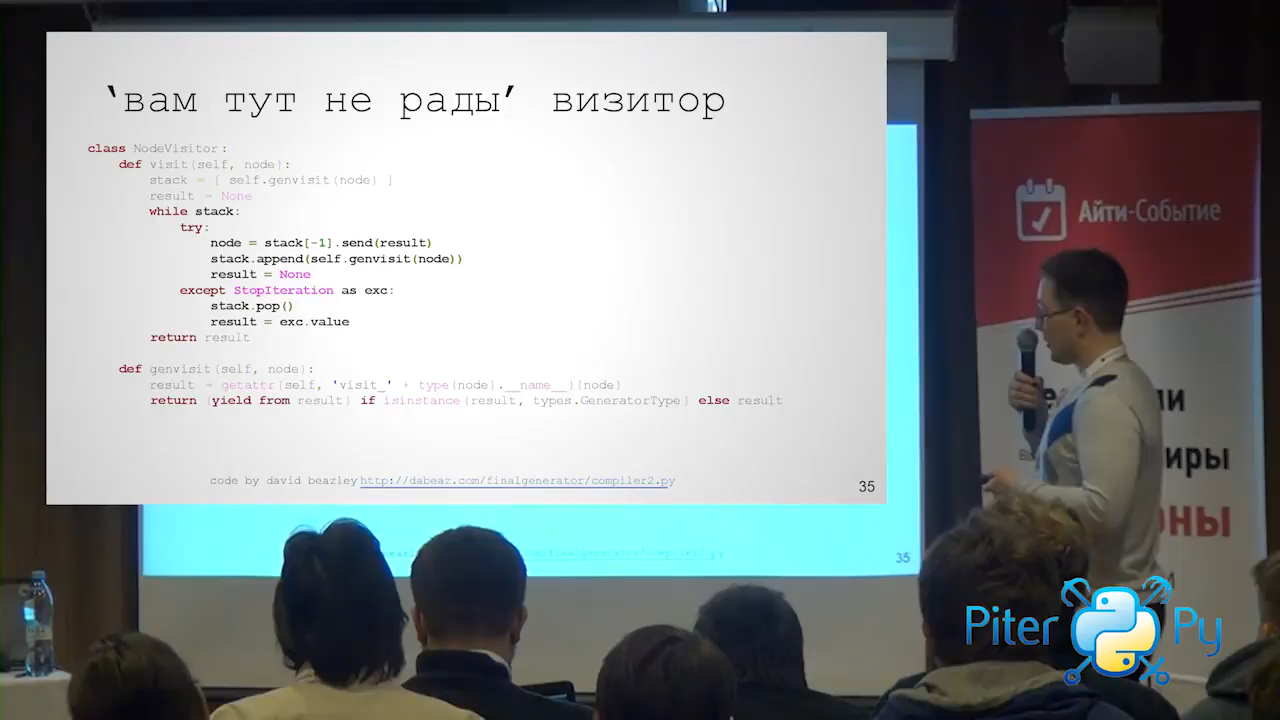 ‘вам тут не рады’ визитор
class NodeVisitor:
    def visit(self, node):
        stack = [ self.genvisit(node) ]
        result = None
        while stack:
            try:
                node = stack[-1].send(result)
                stack.append(self.genvisit(node))
                result = None
            except StopIteration as exc:
                stack.pop()
                result = exc.value
        return result
    def genvisit(self, node):
        result = getattr(self, 'visit_' + type(node).__name__)(node)
        return (yield from result) if isinstance(result, types.GeneratorType) else result
code by david beazley http://dabeaz.com/finalgenerator/compiler2.py
35
35
Айти-Событие
Piter Py